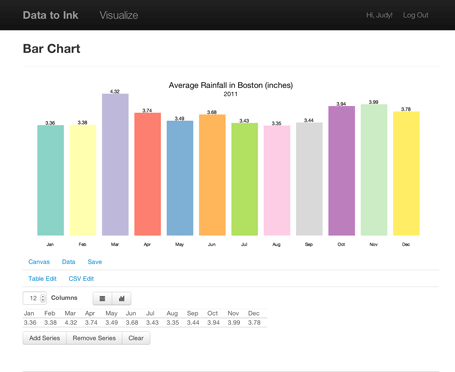 Data to Ink Visualize Hi, Judy! Log Out
Bar Chart
Average Rainfall in Boston (inches)
2011
3.36 3.38 4.32 3.74 3.49 3.68 3.43 3.35 3.44 3.94 3.99 3.78
Jan Feb Mar Apr May Jun Jul Aug Sep Oct Nov Dec
Canvas Data Save
Table Edit CSV Edit
12 Columns
Jan Feb Mar Apr May Jun Jul Aug Sep Oct Nov Dec
3.36 3.38 4.32 3.74 3.49 3.68 3.43 3.35 3.44 3.94 3.99 3.78
Add Series Remove Series Clear